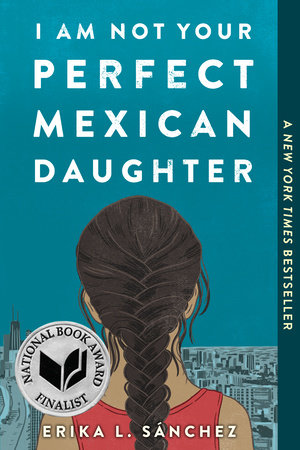 I AM NOT YOUR
PERFECT
MEXICAN
DAUGHTER
A NEW YORK TIMES BESTSELLER
NATIONAL BOOK AWARD
FINALIST
ERIKA L. SÁNCHEZ